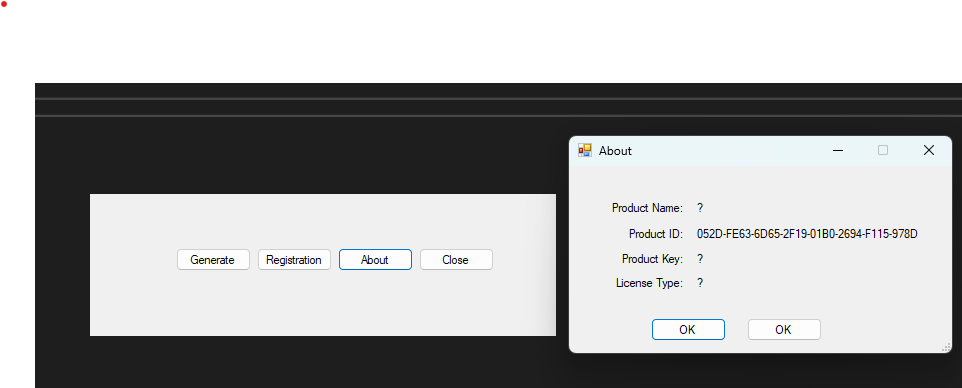 About
Product Name: ?
Product ID: 052D-FE63-6D65-2F19-01B0-2694-F115-978D
Product Key: ?
License Type: ?
OK OK
Generate Registration About Close